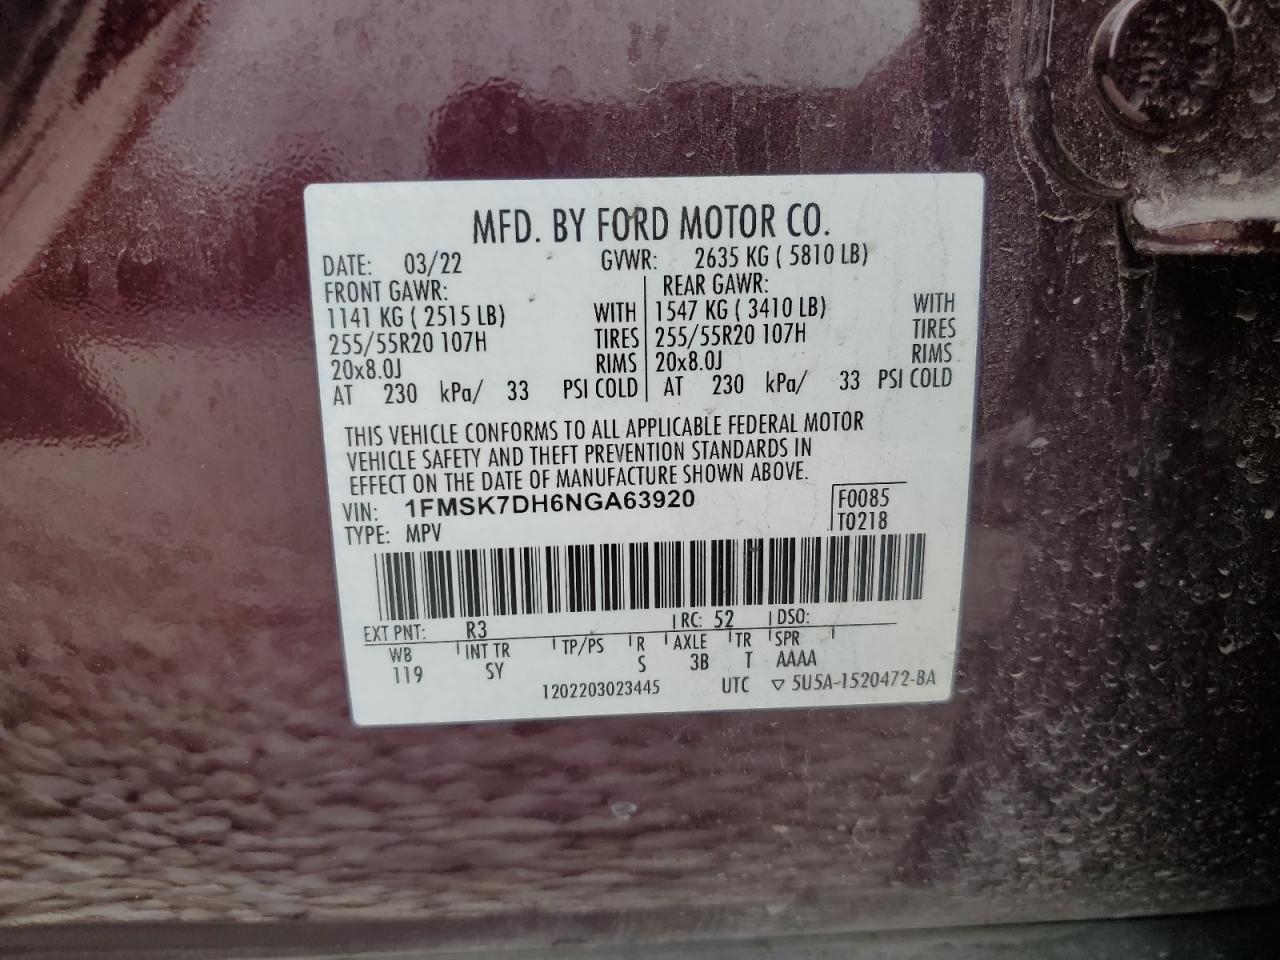 MFD. BY FORD MOTOR CO.
DATE: 03/22 GVWR: 2635 KG ( 5810 LB)
FRONT GAWR: REAR GAWR:
1141 KG ( 2515 LB) WITH 1547 KG ( 3410 LB) WITH
255/55R20 107H TIRES 255/55R20 107H TIRES
20x8.0J RIMS 20x8.0J RIMS
AT 230 kPa/ 33 PSI COLD AT 230 kPa/ 33 PSI COLD
THIS VEHICLE CONFORMS TO ALL APPLICABLE FEDERAL MOTOR
VEHICLE SAFETY AND THEFT PREVENTION STANDARDS IN
EFFECT ON THE DATE OF MANUFACTURE SHOWN ABOVE.
VIN: 1FMSK7DH6NGA63920 F0085
TYPE: MPV T0218
EXT PNT: R3 RC: 52 DSO:
WB INT TR TP/PS R AXLE TR SPR
119 SY S 3B T AAAA
1202203023445 UTC ▽ 5U5A-1520472-BA